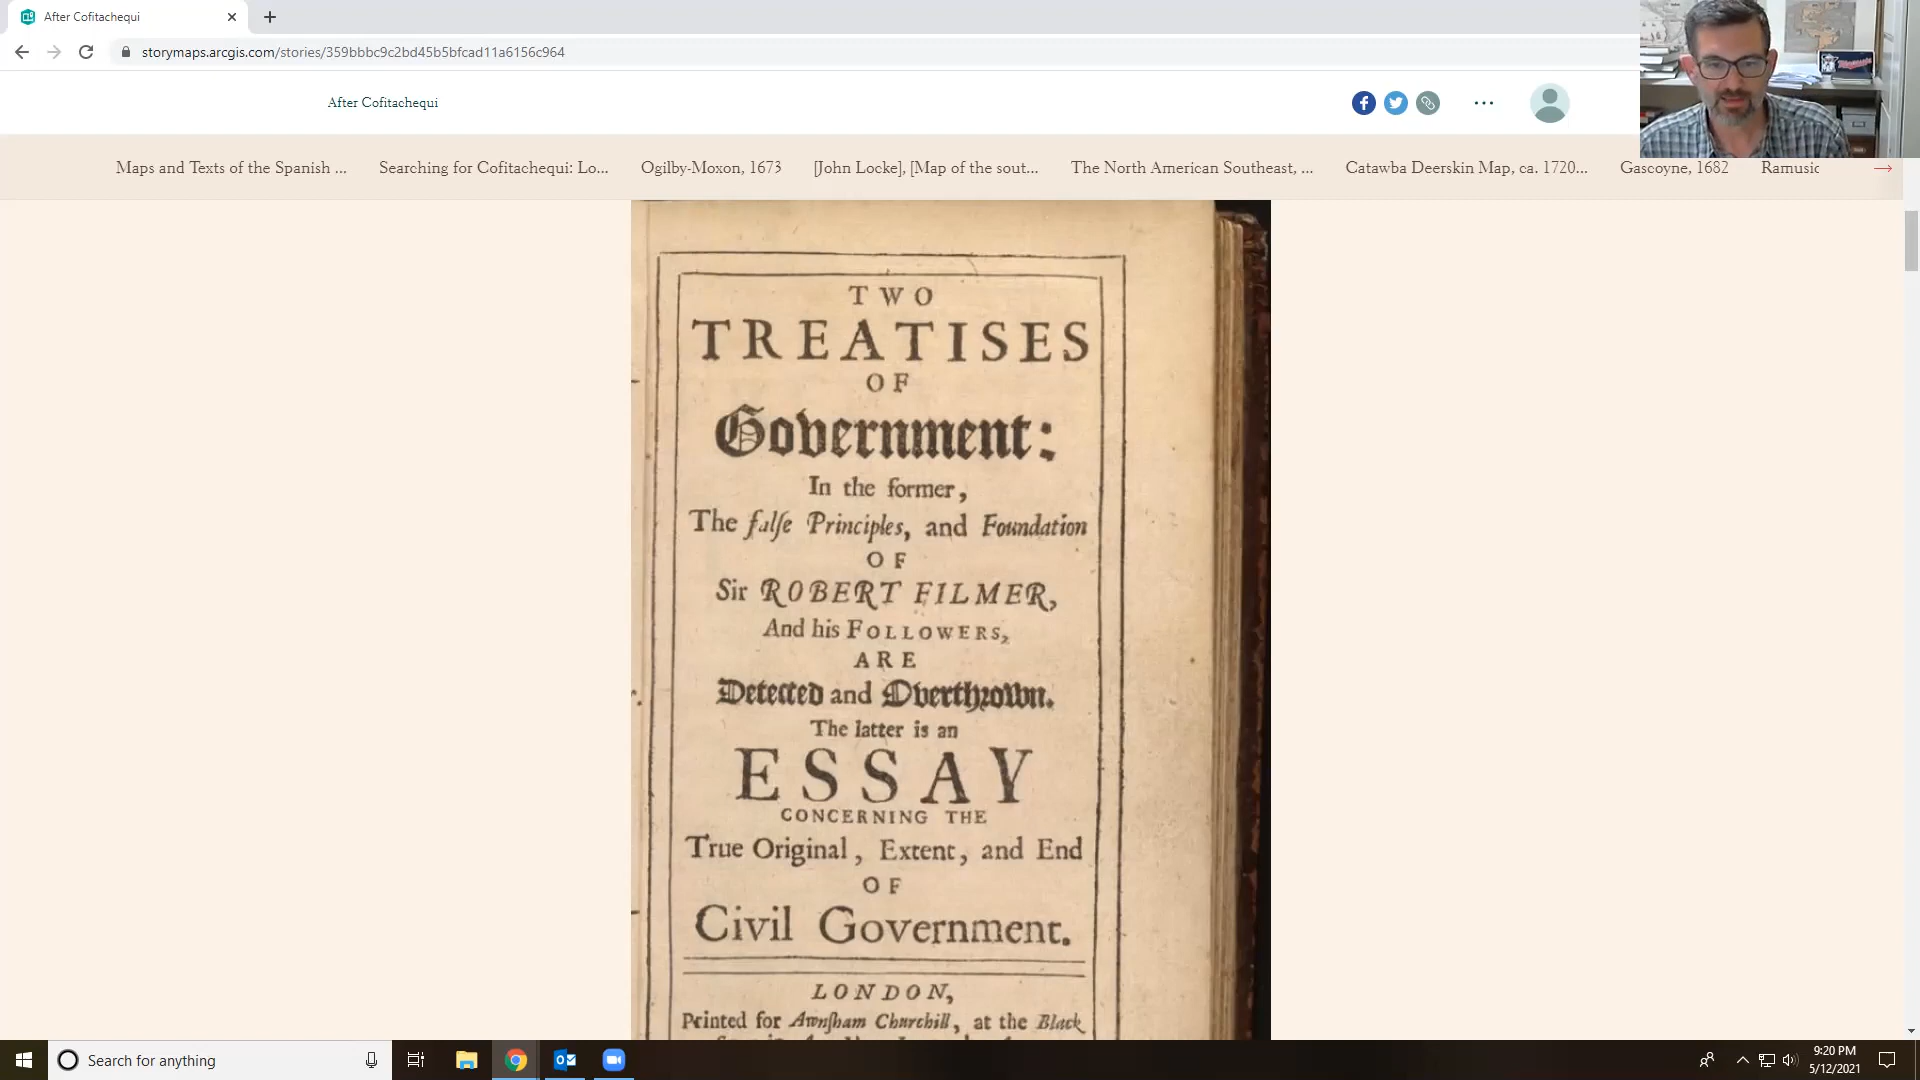 After Cofitachequi
storymaps.arcgis.com/stories/359bbbc9c2bd45b5bfcad11a6156c964
After Cofitachequi
Maps and Texts of the Spanish ...
Searching for Cofitachequi: Lo...
Ogilby-Moxon, 1673
[John Locke], [Map of the sout...
The North American Southeast, ...
Catawba Deerskin Map, ca. 1720...
Gascoyne, 1682
Ramusic
TWO
TREATISES
OF
Government:
In the former,
The falſe Principles, and Foundation
OF
Sir ROBERT FILMER,
And his FOLLOWERS,
ARE
Detected and Overthrown.
The latter is an
ESSAY
CONCERNING THE
True Original, Extent, and End
OF
Civil Government.
LONDON,
Printed for Awnſham Churchill, at the Black
Search for anything
9:20 PM
5/12/2021